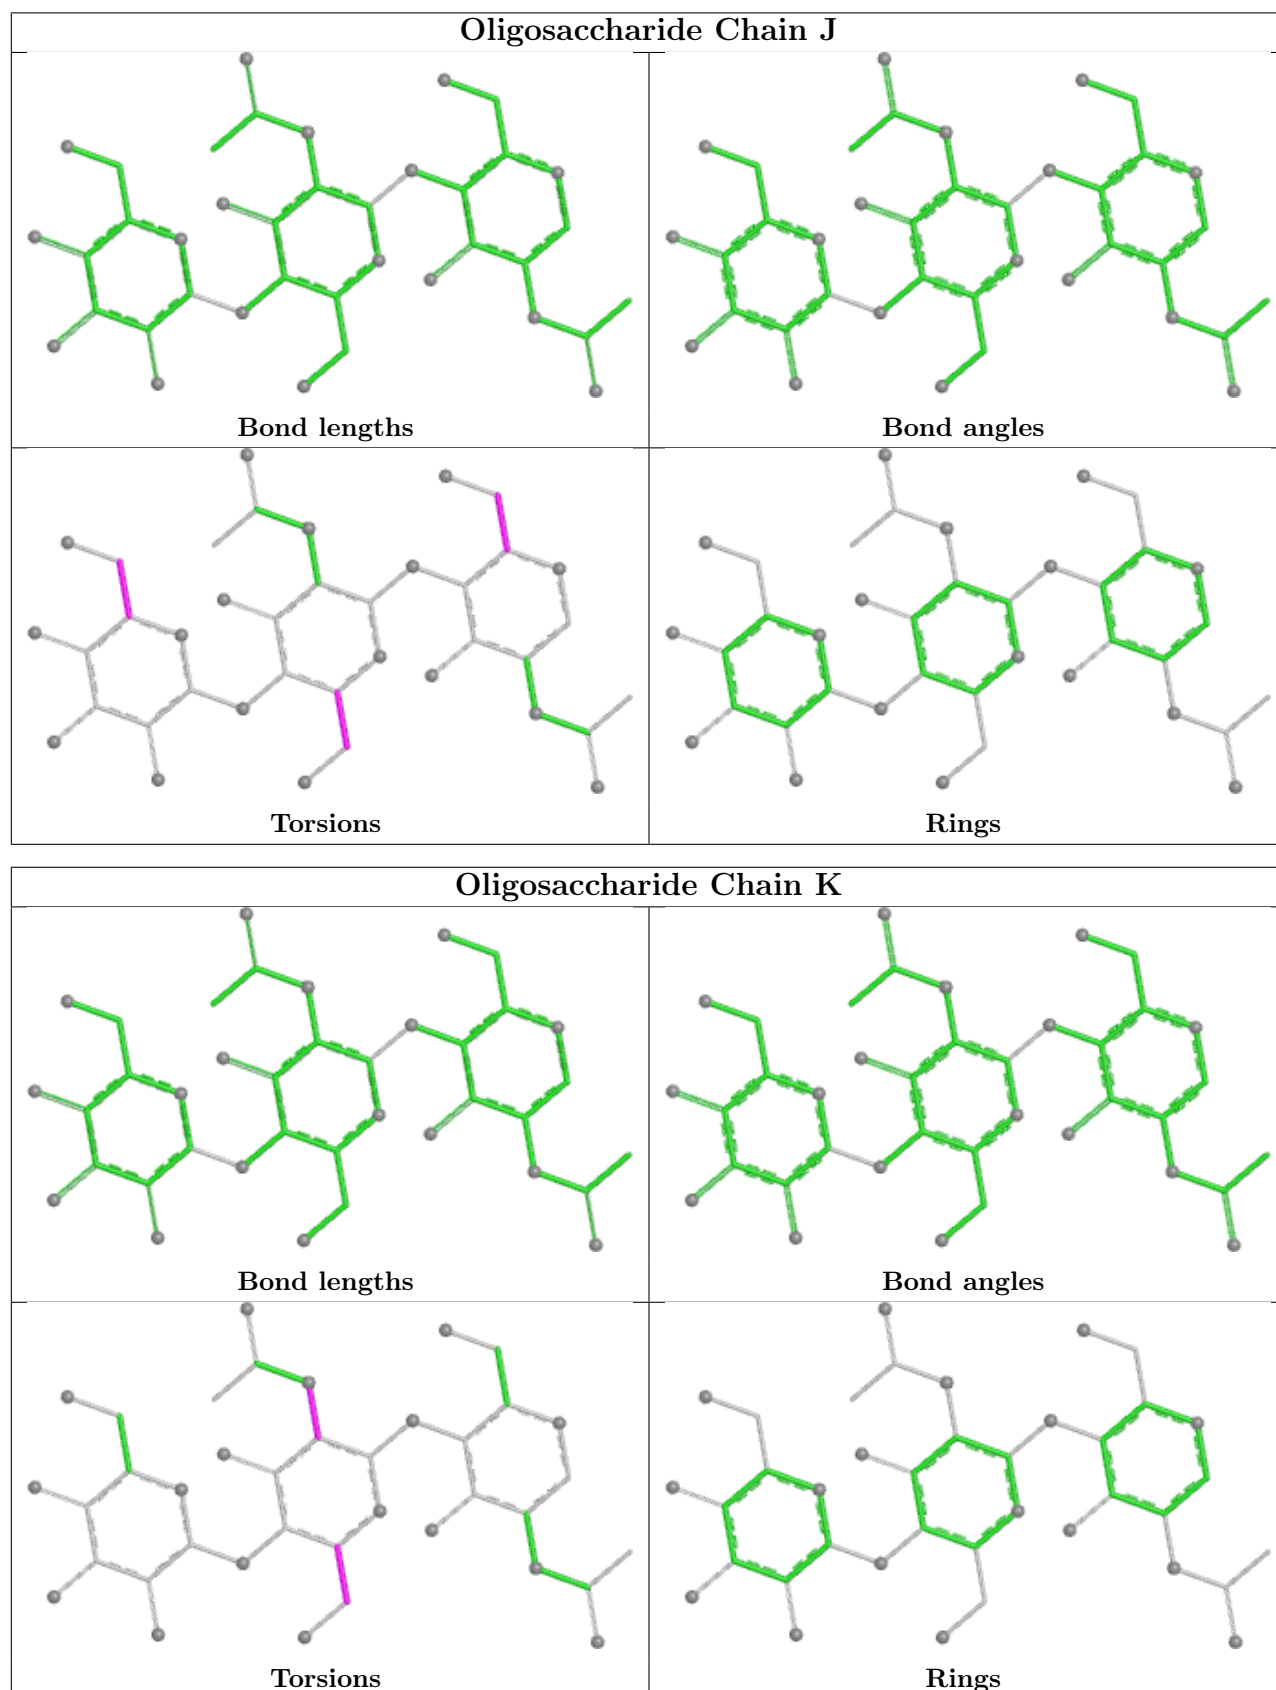 Oligosaccharide Chain J
Bond lengths
Bond angles
Torsions
Rings
Oligosaccharide Chain K
Bond lengths
Bond angles
Torsions
Rings